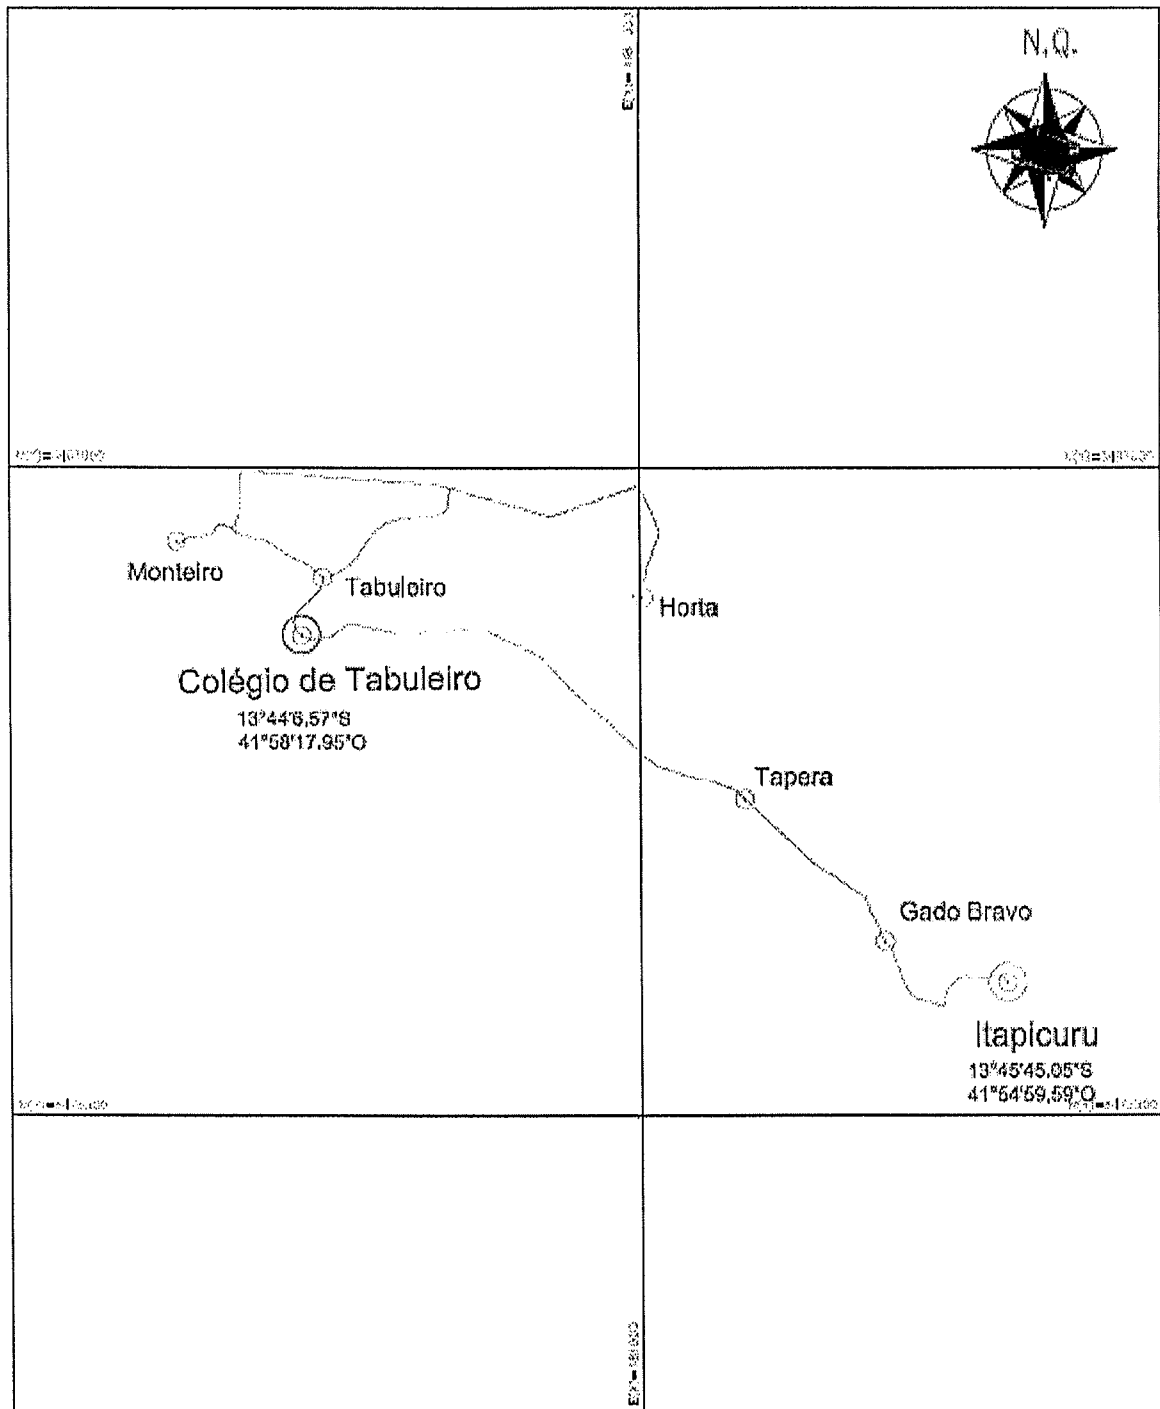 N.Q.
Monteiro
Tabuleiro
Horta
Colégio de Tabuleiro
13°44'6,57"S
41°58'17,95"O
Tapera
Gado Bravo
Itapicuru
13°45'45,05"S
41°54'59,59"O